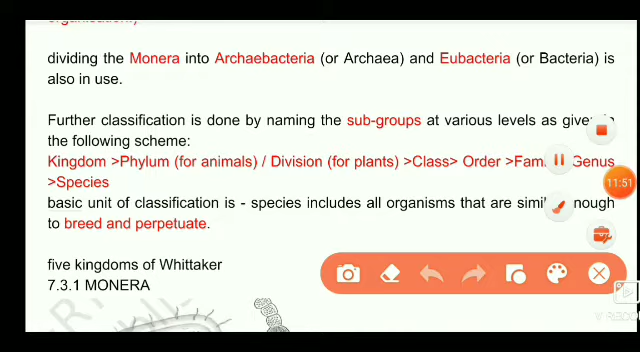 dividing the Monera into Archaebacteria (or Archaea) and Eubacteria (or Bacteria) is
also in use.
Further classification is done by naming the sub-groups at various levels as given
the following scheme:
Kingdom >Phylum (for animals) / Division (for plants) >Class> Order >Fam Genus
>Species
basic unit of classification is - species includes all organisms that are simil nough
to breed and perpetuate.
five kingdoms of Whittaker
7.3.1 MONERA
11:51
V RECO